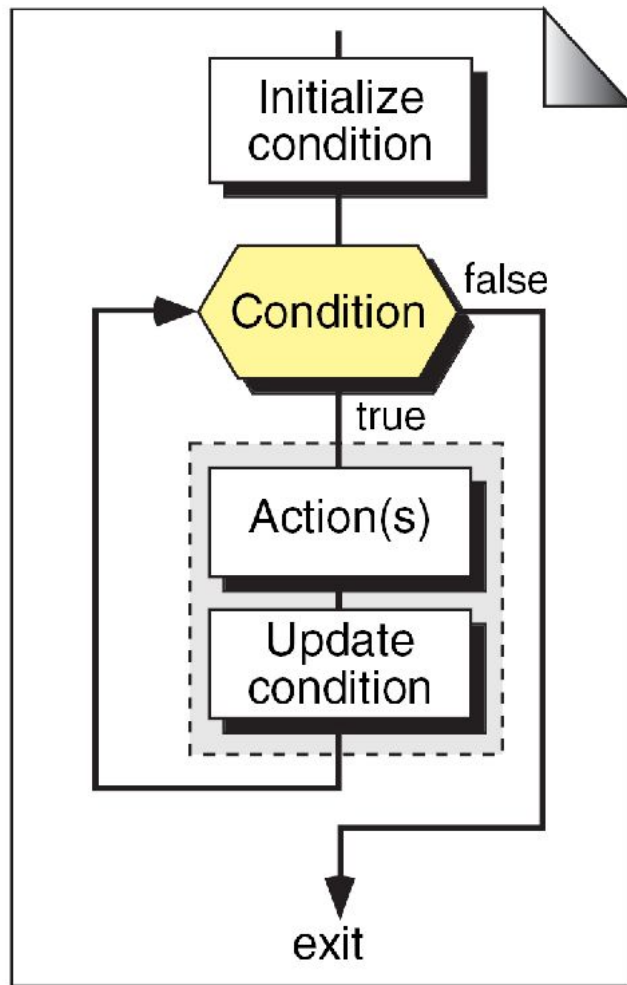 Initialize
condition
Condition
false
true
Action(s)
Update
condition
exit